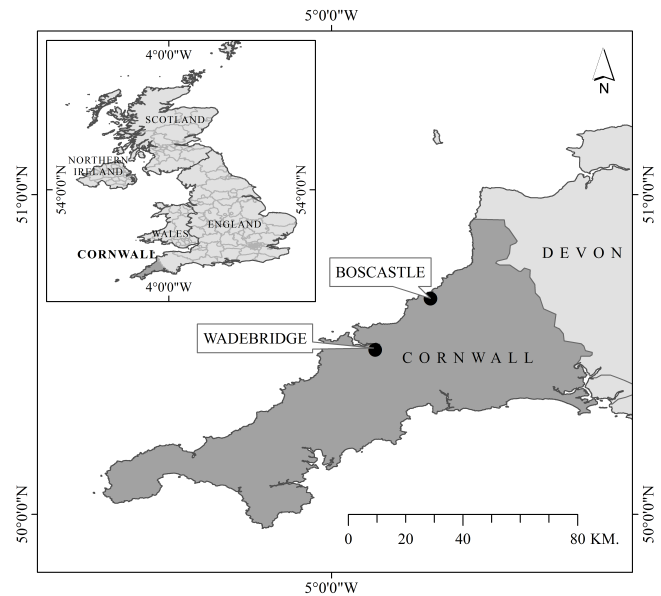 5°0'0"W
4°0'0"W
N
SCOTLAND
NORTHERN
IRELAND
54°0'0"N
54°0'0"N
51°0'0"N
51°0'0"N
WALES
ENGLAND
CORNWALL
4°0'0"W
DEVON
BOSCASTLE
WADEBRIDGE
CORNWALL
50°0'0"N
50°0'0"N
0 20 40 80 KM.
5°0'0"W